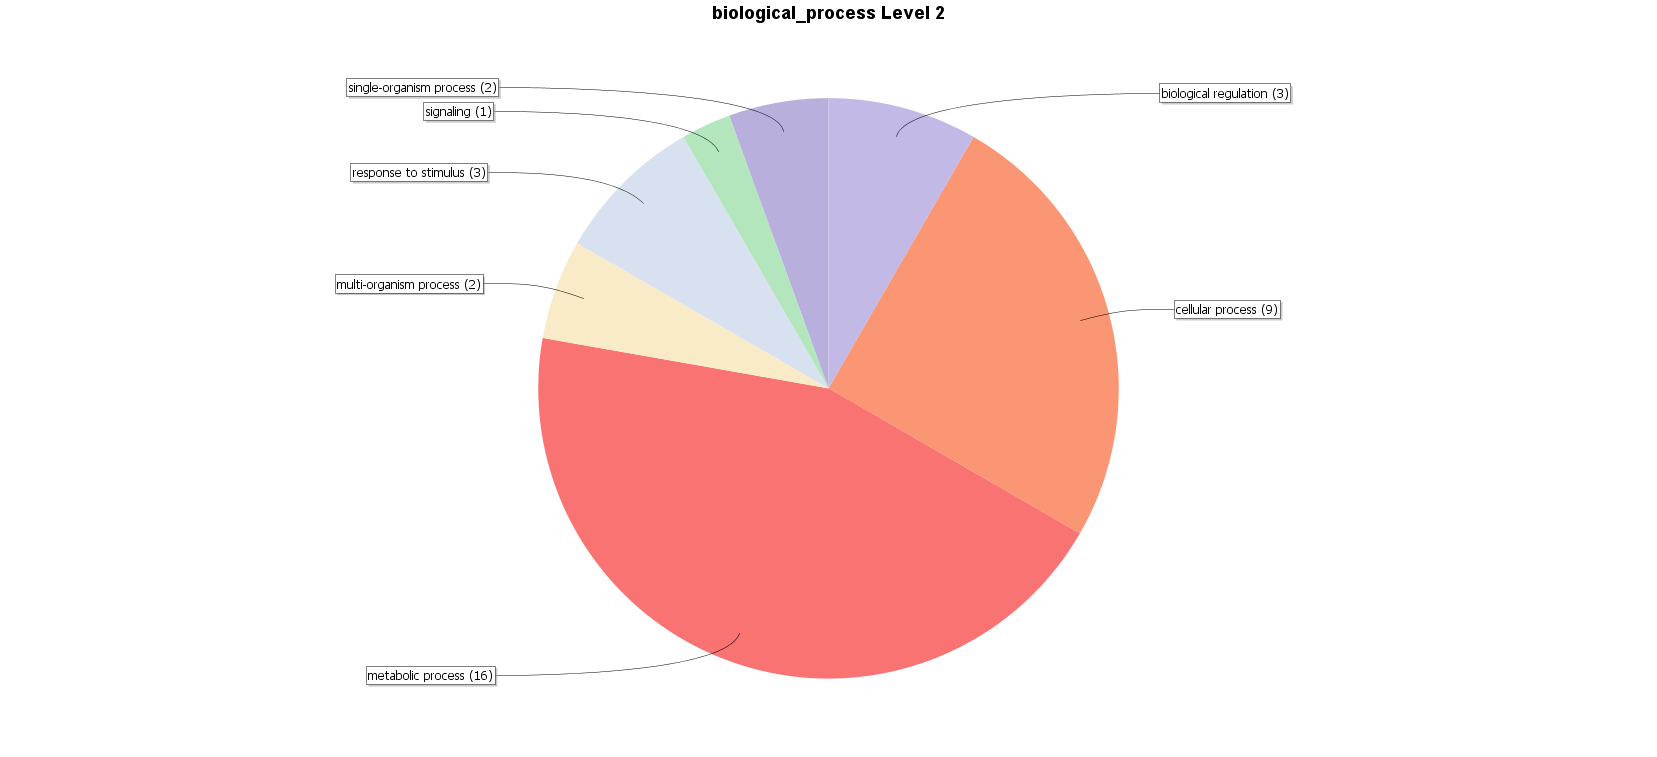 biological_process Level 2
single-organism process (2)
biological regulation (3)
signaling (1)
response to stimulus (3)
multi-organism process (2)
cellular process (9)
metabolic process (16)